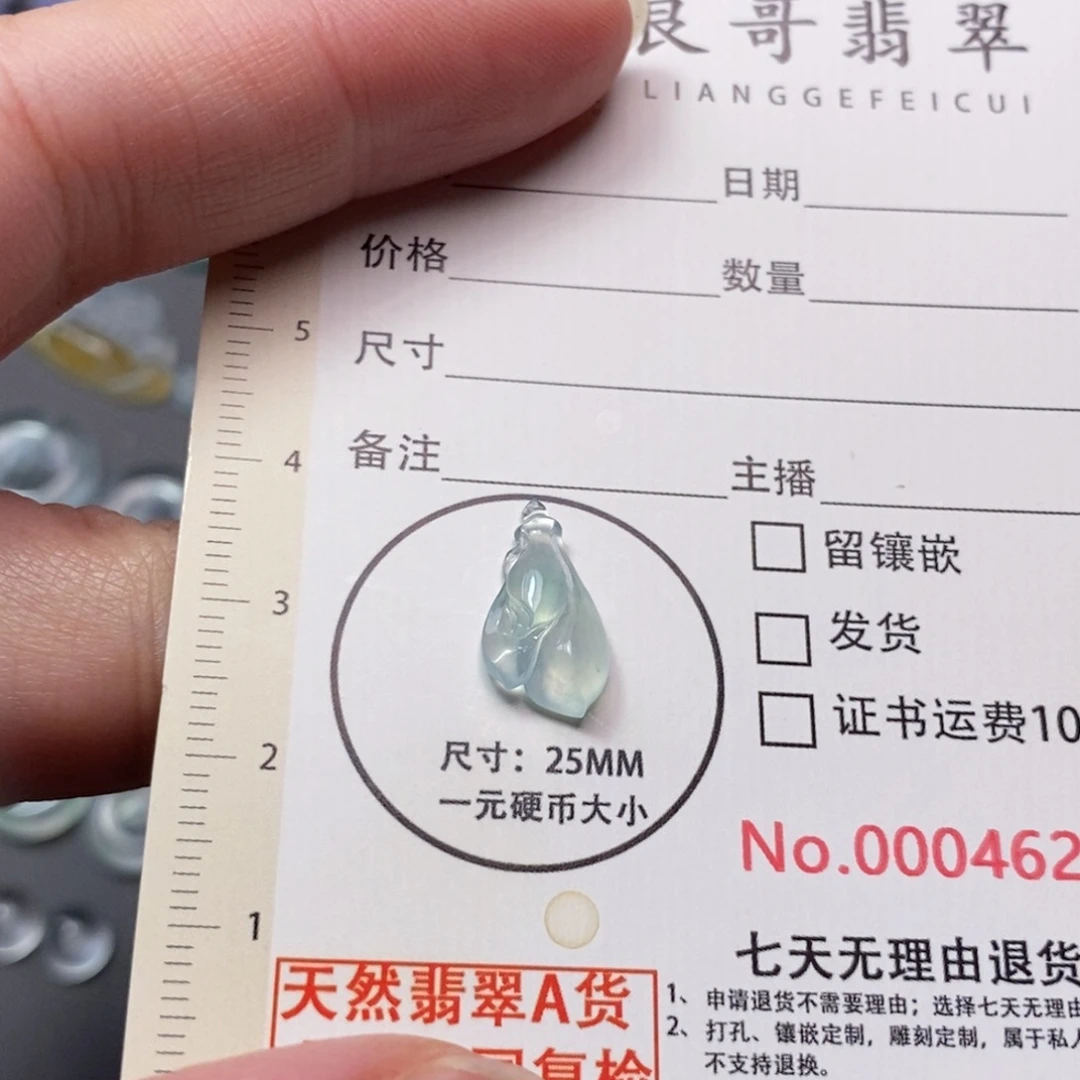 良哥翡翠
LIANGGEFEICUI
日期
价格 数量
尺寸
备注 主播
留镶嵌
发货
证书运费10
5
4
3
2
1
尺寸：25MM
一元硬币大小
No.000462
七天无理由退货
天然翡翠A货
复检
1、申请退货不需要理由；选择七天无理由
2、打孔、镶嵌定制，雕刻定制，属于私人
不支持退换。